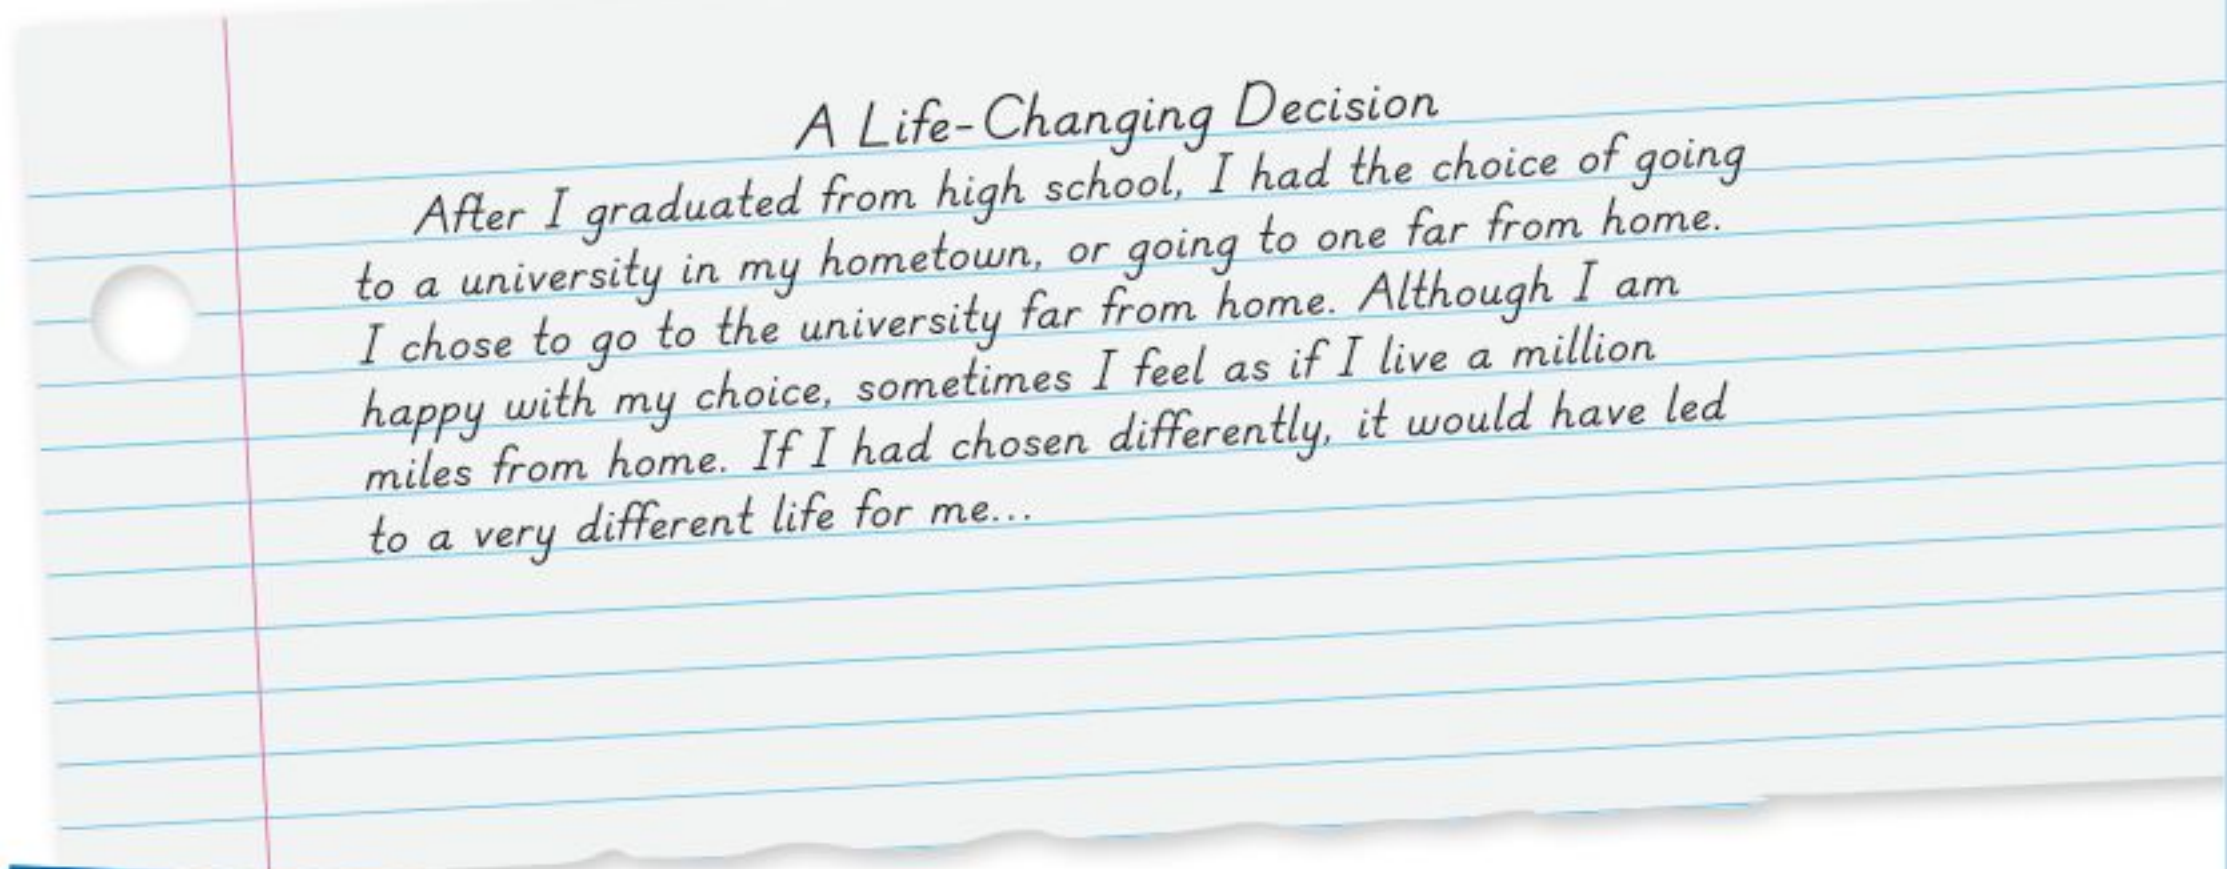 A Life-Changing Decision
After I graduated from high school, I had the choice of going
to a university in my hometown, or going to one far from home.
I chose to go to the university far from home. Although I am
happy with my choice, sometimes I feel as if I live a million
miles from home. If I had chosen differently, it would have led
to a very different life for me...